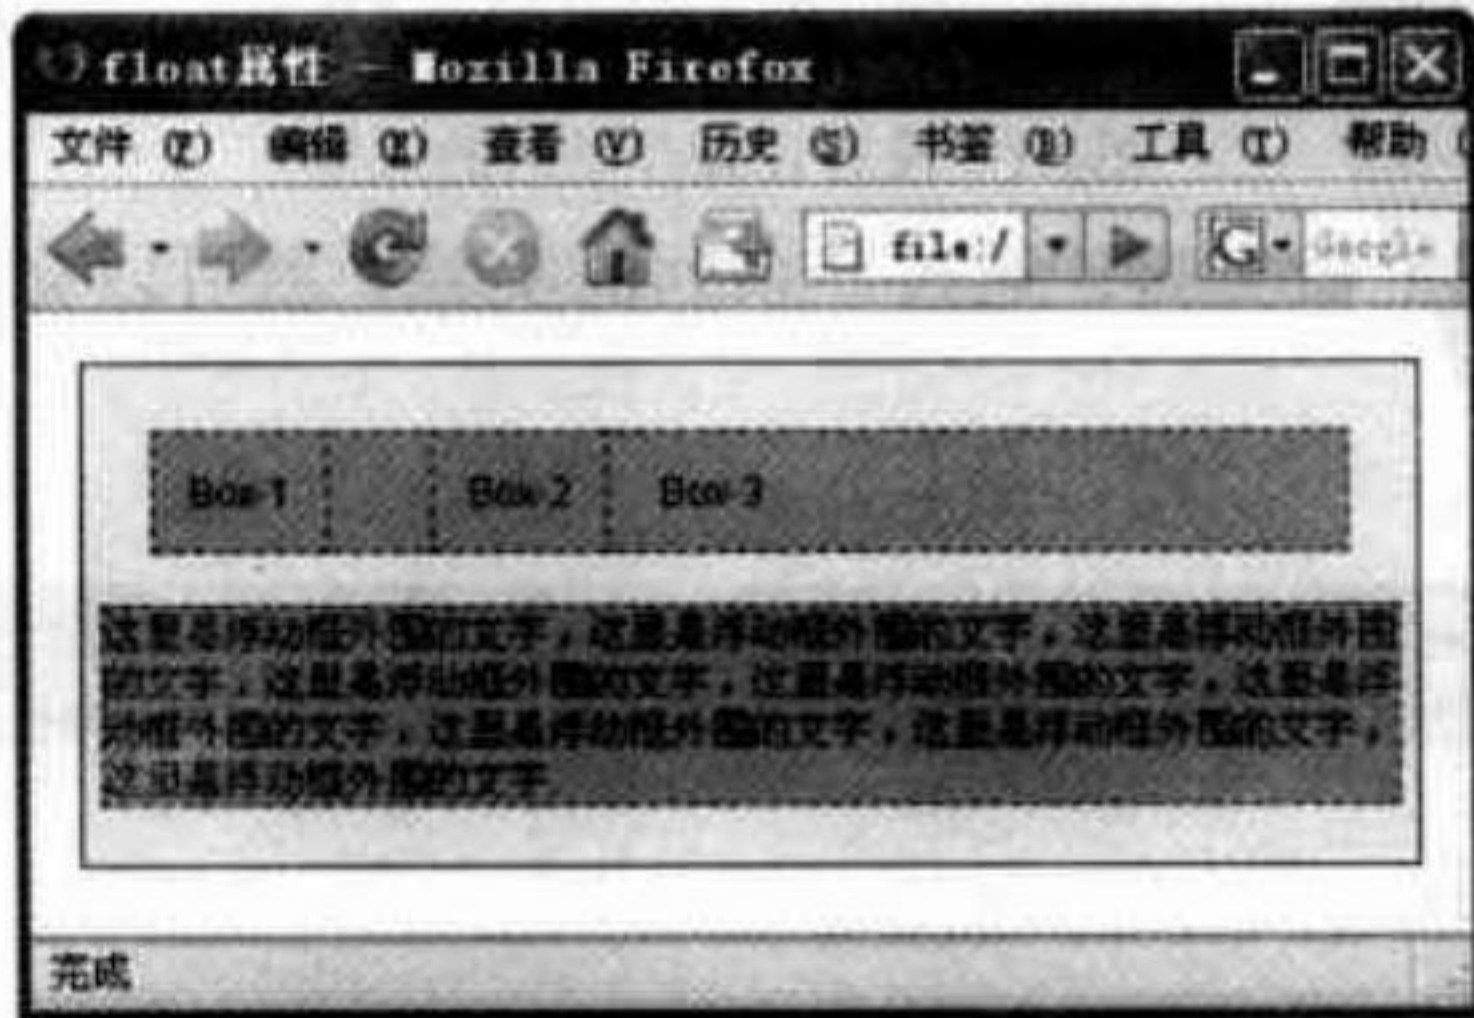 float属性 - Mozilla Firefox
文件 (F) 编辑 (E) 查看 (V) 历史 (S) 书签 (B) 工具 (T) 帮助 (
file:/ G Google
Box-1 Box-2 Box-3
这里是浮动框外围的文字，这里是浮动框外围的文字，这里是浮动框外围
的文字，这里是浮动框外围的文字，这里是浮动框外围的文字，这里是浮
动框外围的文字，这里是浮动框外围的文字，这里是浮动框外围的文字，
这里是浮动框外围的文字
完成